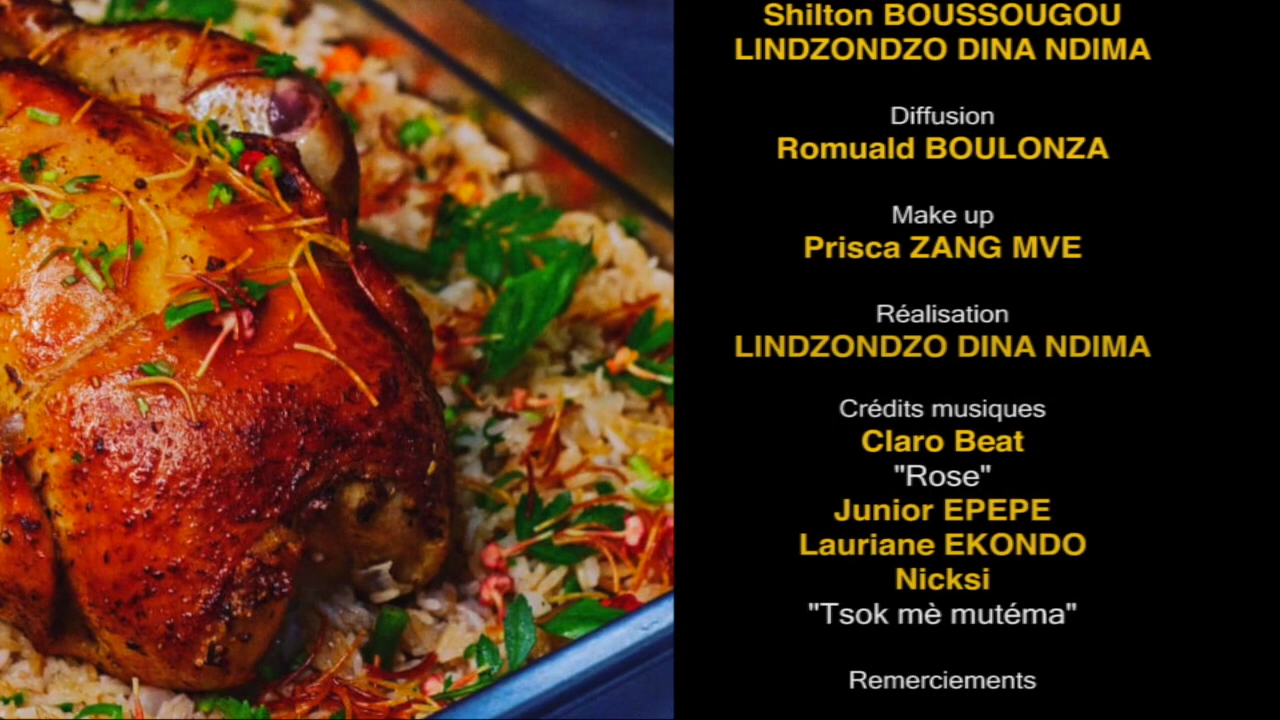 Shilton BOUSSOUGOU
LINDZONDZO DINA NDIMA
Diffusion
Romuald BOULONZA
Make up
Prisca ZANG MVE
Réalisation
LINDZONDZO DINA NDIMA
Crédits musiques
Claro Beat
"Rose"
Junior EPEPE
Lauriane EKONDO
Nicksi
"Tsok mè mutéma"
Remerciements